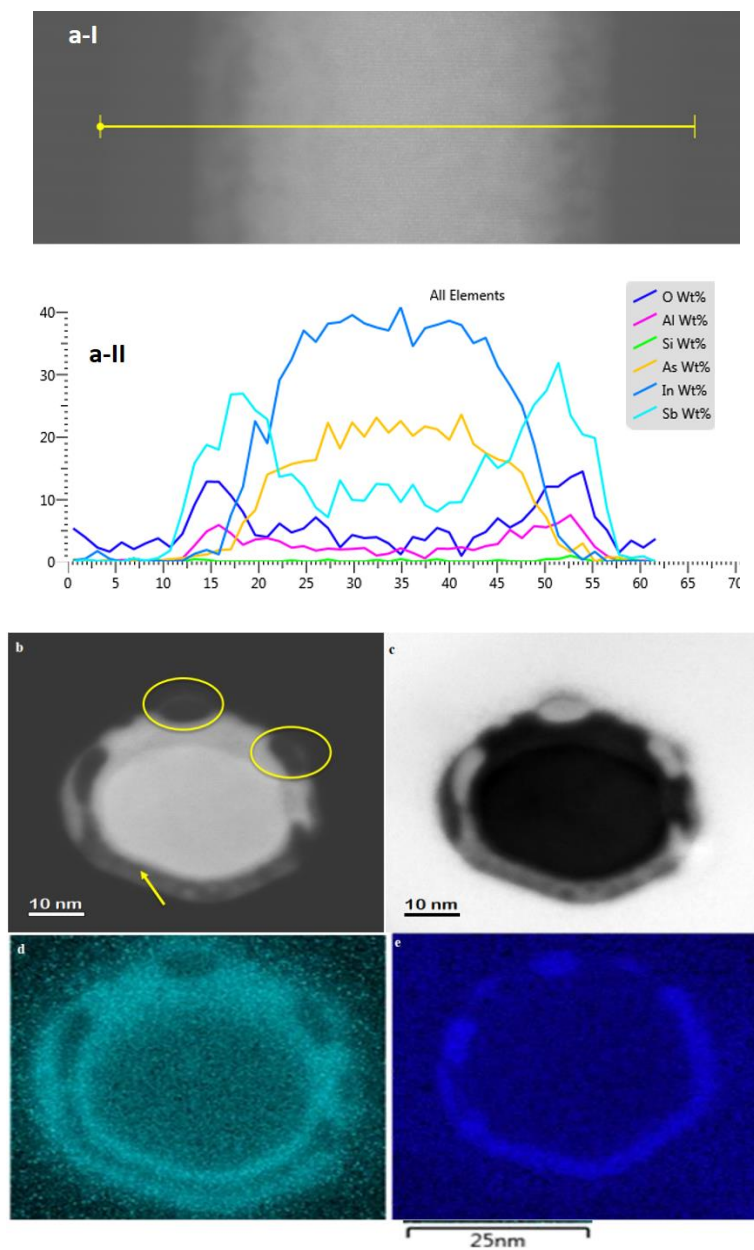 a-I
All Elements
a-II
40
30
20
10
0
0 5 10 15 20 25 30 35 40 45 50 55 60 65 70
O Wt%
Al Wt%
Si Wt%
As Wt%
In Wt%
Sb Wt%
b
10 nm
c
10 nm
d
e
25nm